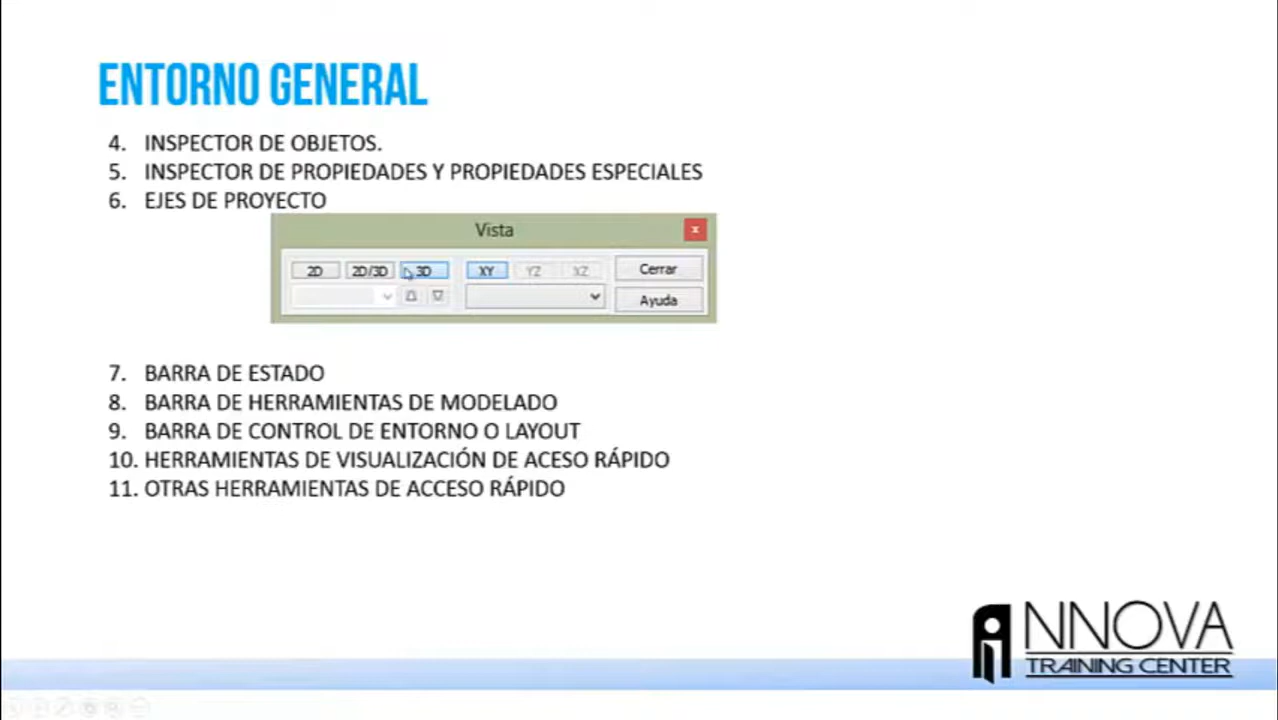 ENTORNO GENERAL
4. INSPECTOR DE OBJETOS.
5. INSPECTOR DE PROPIEDADES Y PROPIEDADES ESPECIALES
6. EJES DE PROYECTO
Vista
x
2D 2D/3D 3D XY YZ XZ Cerrar
Ayuda
7. BARRA DE ESTADO
8. BARRA DE HERRAMIENTAS DE MODELADO
9. BARRA DE CONTROL DE ENTORNO O LAYOUT
10. HERRAMIENTAS DE VISUALIZACIÓN DE ACESO RÁPIDO
11. OTRAS HERRAMIENTAS DE ACCESO RÁPIDO
INNOVA
TRAINING CENTER